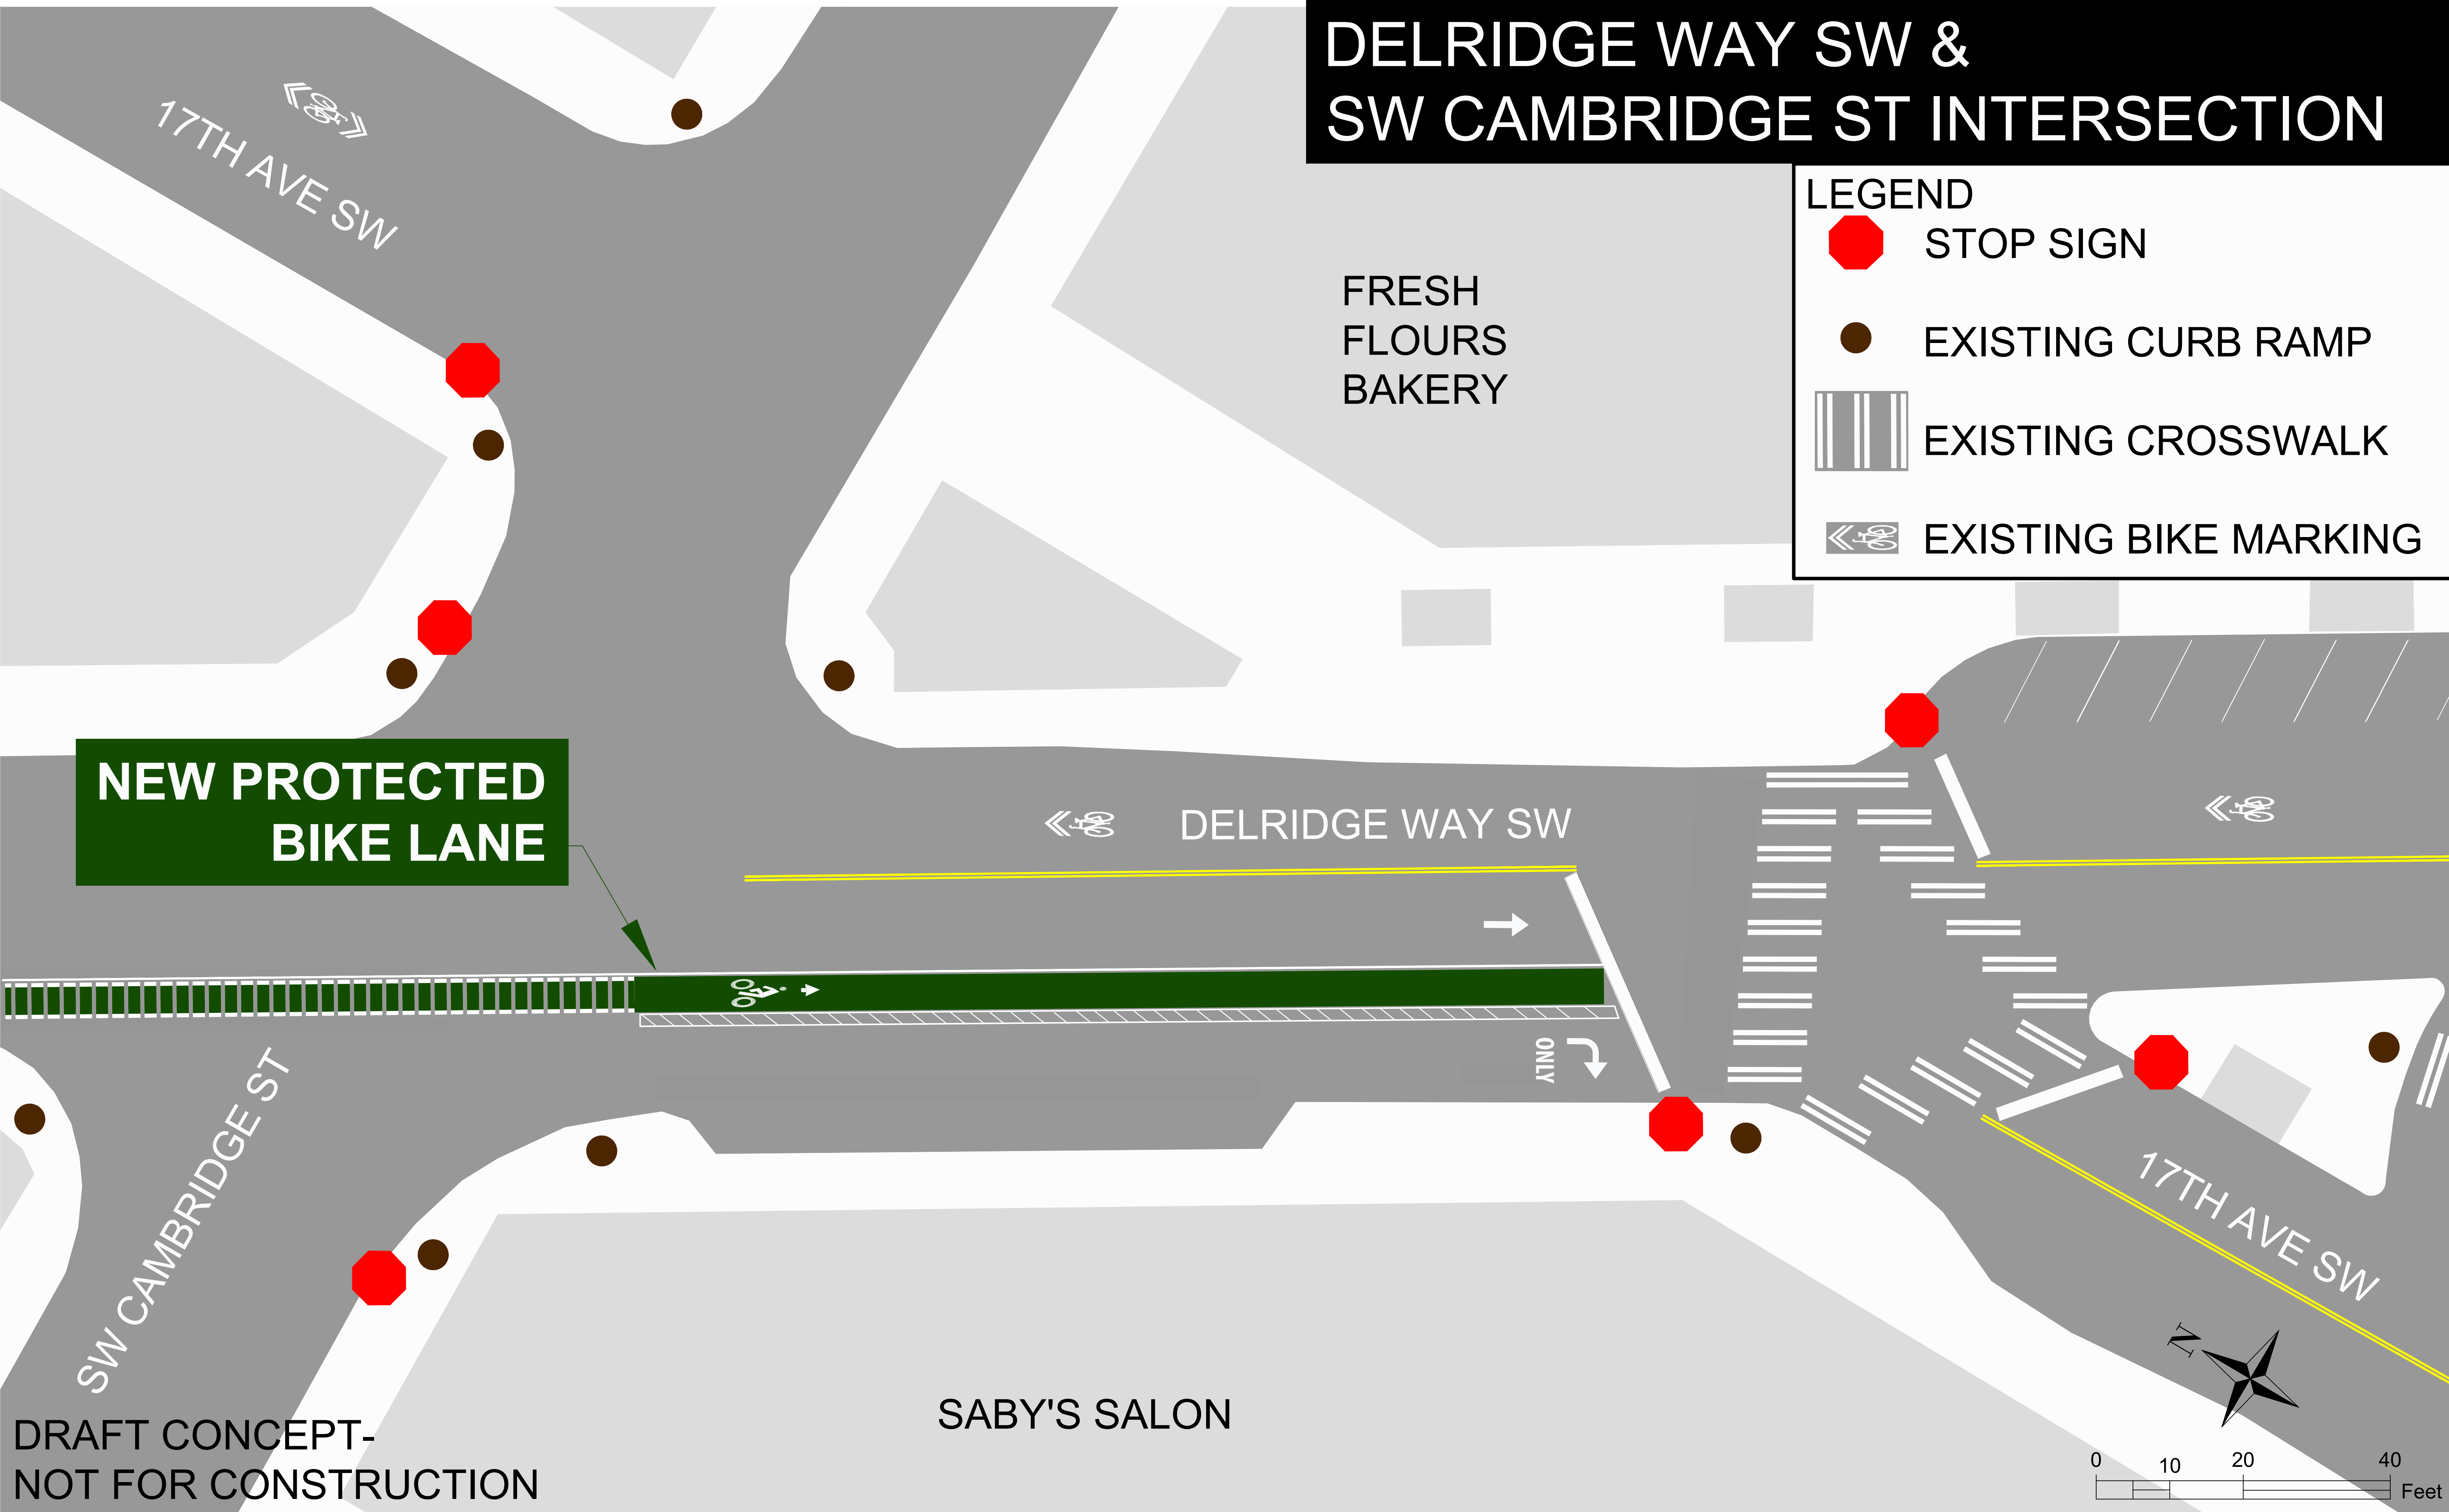 DELRIDGE WAY SW &
SW CAMBRIDGE ST INTERSECTION
LEGEND
STOP SIGN
EXISTING CURB RAMP
EXISTING CROSSWALK
EXISTING BIKE MARKING
17TH AVE SW
FRESH
FLOURS
BAKERY
NEW PROTECTED
BIKE LANE
DELRIDGE WAY SW
ONLY
SW CAMBRIDGE ST
17TH AVE SW
N
SABY'S SALON
DRAFT CONCEPT-
NOT FOR CONSTRUCTION
0 10 20 40
Feet